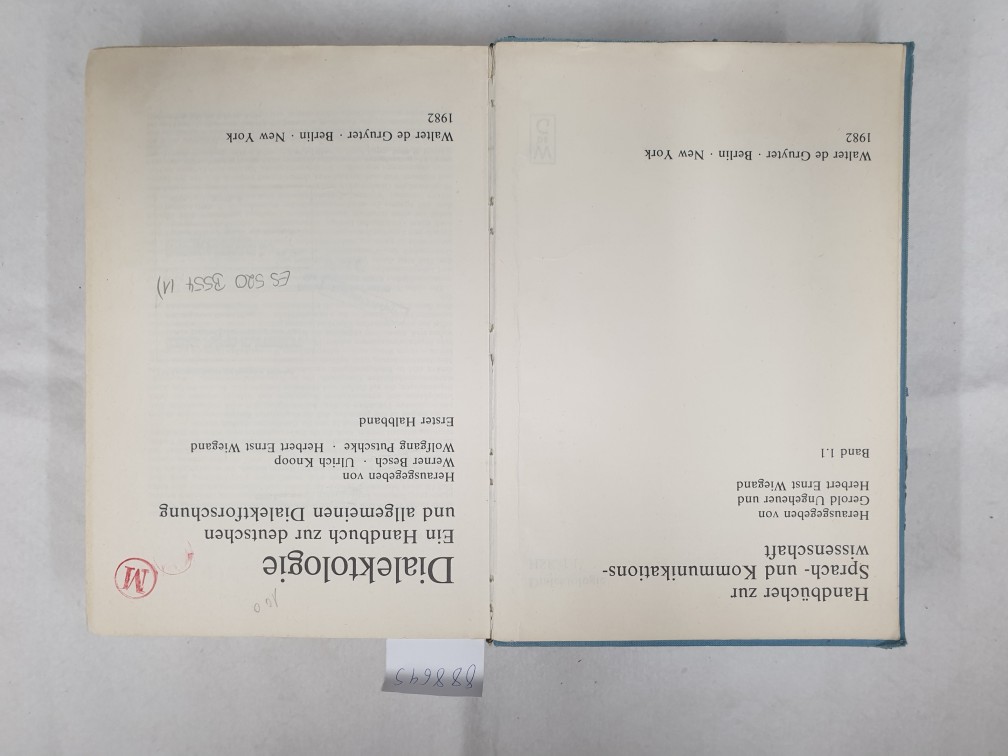 Handbücher zur
Sprach- und Kommunikations-
wissenschaft
Herausgegeben von
Gerold Ungeheuer und
Herbert Ernst Wiegand
Band 1.1
Walter de Gruyter · Berlin · New York
1982
Dialektologie
Ein Handbuch zur deutschen
und allgemeinen Dialektforschung
Herausgegeben von
Werner Besch · Ulrich Knoop
Wolfgang Putschke · Herbert Ernst Wiegand
Erster Halbband
ES 520 B554 (1)
Walter de Gruyter · Berlin · New York
1982
M
8888645